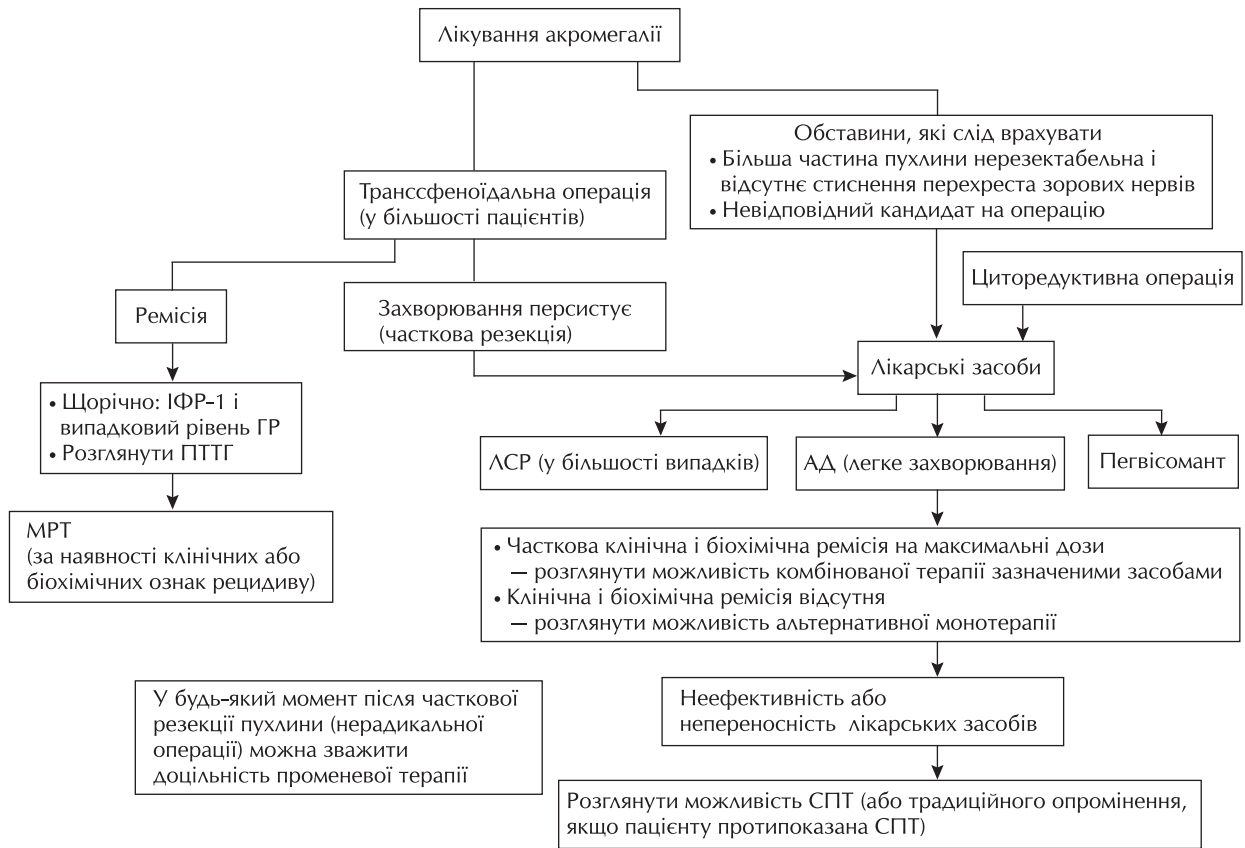 Лікування акромегалії
Обставини, які слід врахувати
• Більша частина пухлини нерезектабельна і
відсутнє стиснення перехреста зорових нервів
• Невідповідний кандидат на операцію
Транссфеноїдальна операція
(у більшості пацієнтів)
Циторедуктивна операція
Ремісія
Захворювання персистує
(часткова резекція)
Лікарські засоби
• Щорічно: ІФР-1 і
випадковий рівень ГР
• Розглянути ПТТГ
ЛСР (у більшості випадків)
АД (легке захворювання)
Пегвісомант
МРТ
(за наявності клінічних або
біохімічних ознак рецидиву)
• Часткова клінічна і біохімічна ремісія на максимальні дози
— розглянути можливість комбінованої терапії зазначеними засобами
• Клінічна і біохімічна ремісія відсутня
— розглянути можливість альтернативної монотерапії
У будь-який момент після часткової
резекції пухлини (нерадикальної
операції) можна зважити
доцільність променевої терапії
Неефективність або
непереносність лікарських засобів
Розглянути можливість СПТ (або традиційного опромінення,
якщо пацієнту протипоказана СПТ)